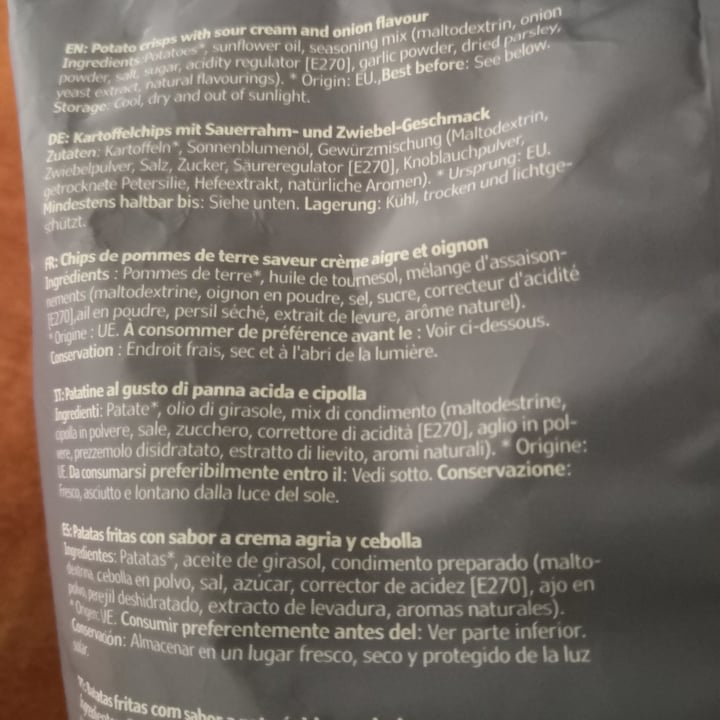 EN: Potato crisps with sour cream and onion flavour
Ingredients: Potatoes*, sunflower oil, seasoning mix (maltodextrin, onion
powder, salt, sugar, acidity regulator [E270], garlic powder, dried parsley,
yeast extract, natural flavourings). * Origin: EU. Best before: See below.
Storage: Cool, dry and out of sunlight.
DE: Kartoffelchips mit Sauerrahm- und Zwiebel-Geschmack
Zutaten: Kartoffeln*, Sonnenblumenöl, Gewürzmischung (Maltodextrin,
Zwiebelpulver, Salz, Zucker, Säureregulator [E270], Knoblauchpulver,
getrocknete Petersilie, Hefeextrakt, natürliche Aromen). * Ursprung: EU.
Mindestens haltbar bis: Siehe unten. Lagerung: Kühl, trocken und lichtge-
schützt.
FR: Chips de pommes de terre saveur crème aigre et oignon
Ingrédients : Pommes de terre*, huile de tournesol, mélange d'assaison-
nements (maltodextrine, oignon en poudre, sel, sucre, correcteur d'acidité
[E270],ail en poudre, persil séché, extrait de levure, arôme naturel).
*Origine : UE. À consommer de préférence avant le : Voir ci-dessous.
Conservation : Endroit frais, sec et à l'abri de la lumière.
IT: Patatine al gusto di panna acida e cipolla
Ingredienti: Patate*, olio di girasole, mix di condimento (maltodestrine,
cipolla in polvere, sale, zucchero, correttore di acidità [E270], aglio in pol-
vere, prezzemolo disidratato, estratto di lievito, aromi naturali). * Origine:
UE. Da consumarsi preferibilmente entro il: Vedi sotto. Conservazione:
Fresco, asciutto e lontano dalla luce del sole.
ES: Patatas fritas con sabor a crema agria y cebolla
Ingredientes: Patatas*, aceite de girasol, condimento preparado (malto-
dextrina, cebolla en polvo, sal, azúcar, corrector de acidez [E270], ajo en
polvo, perejil deshidratado, extracto de levadura, aromas naturales).
* Origen: UE. Consumir preferentemente antes del: Ver parte inferior.
Conservación: Almacenar en un lugar fresco, seco y protegido de la luz
solar.
PT: Batatas fritas com sabor a